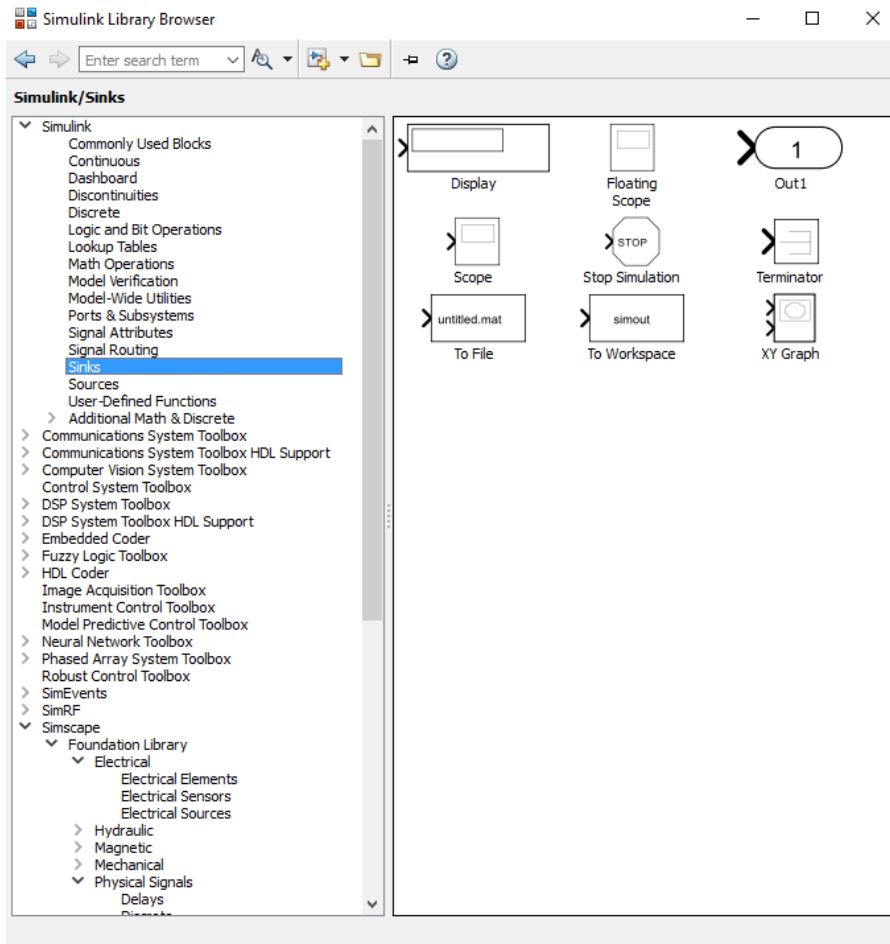 Simulink Library Browser
Enter search term
Simulink/Sinks
Simulink
Commonly Used Blocks
Continuous
Dashboard
Discontinuities
Discrete
Logic and Bit Operations
Lookup Tables
Math Operations
Model Verification
Model-Wide Utilities
Ports & Subsystems
Signal Attributes
Signal Routing
Sinks
Sources
User-Defined Functions
Additional Math & Discrete
Communications System Toolbox
Communications System Toolbox HDL Support
Computer Vision System Toolbox
Control System Toolbox
DSP System Toolbox
DSP System Toolbox HDL Support
Embedded Coder
Fuzzy Logic Toolbox
HDL Coder
Image Acquisition Toolbox
Instrument Control Toolbox
Model Predictive Control Toolbox
Neural Network Toolbox
Phased Array System Toolbox
Robust Control Toolbox
SimEvents
SimRF
Simscape
Foundation Library
Electrical
Electrical Elements
Electrical Sensors
Electrical Sources
Hydraulic
Magnetic
Mechanical
Physical Signals
Delays
Discrete
Display
Floating
Scope
1
Out1
Scope
STOP
Stop Simulation
Terminator
untitled.mat
To File
simout
To Workspace
XY Graph